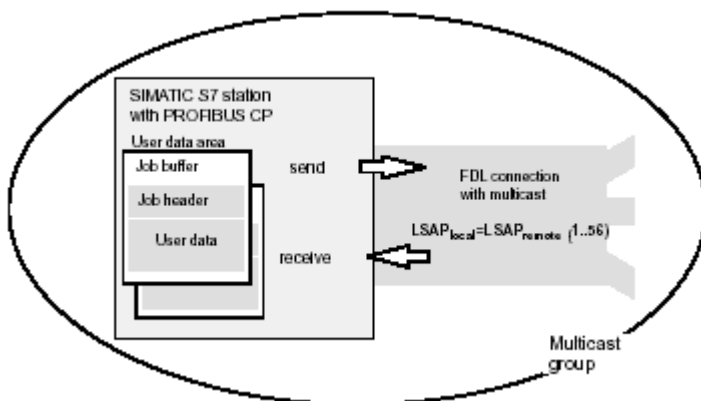 SIMATIC S7 station
with PROFIBUS CP
User data area
Job buffer
Job header
User data
send
receive
FDL connection
with multicast
LSAPlocal=LSAPremote (1..56)
Multicast
group